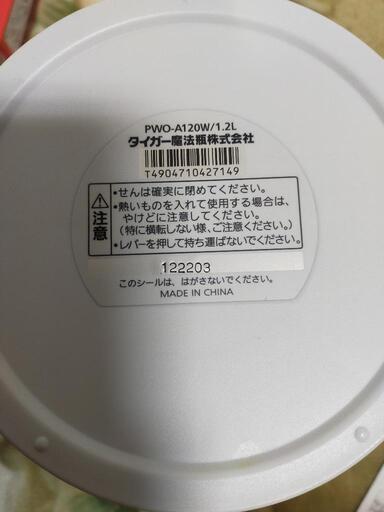 PWO-A120W/1.2L
タイガー魔法瓶株式会社
T4904710427149
注意
•せんは確実に閉めてください。
•熱いものを入れて使用する場合は、
やけどに注意してください。
(特に横転しない様、ご注意ください。)
•レバーを押して持ち運ばないでください。
122203
このシールは、はがさないでください。
MADE IN CHINA